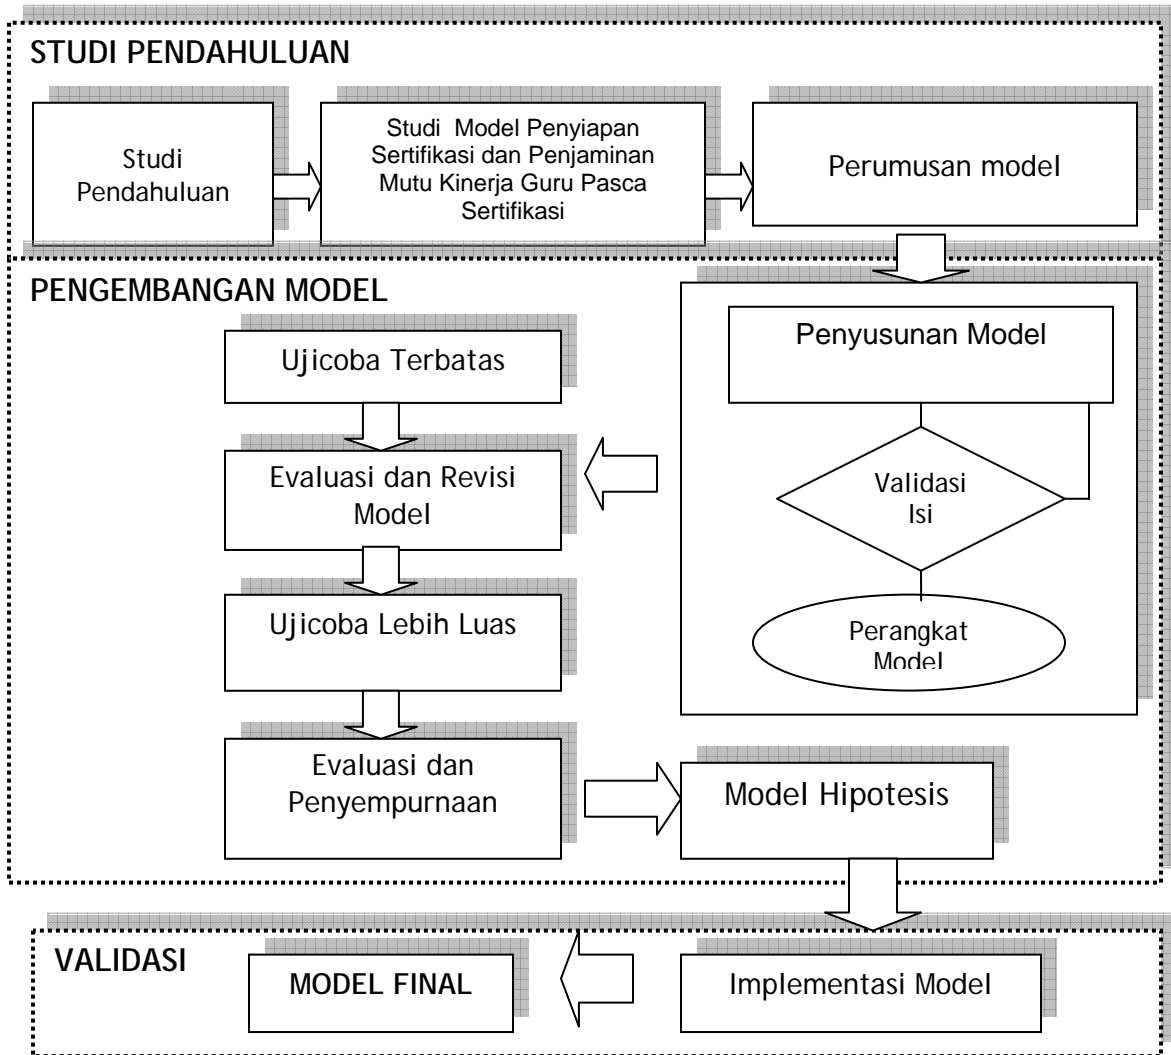 STUDI PENDAHULUAN
Studi
Pendahuluan
Studi Model Penyiapan
Sertifikasi dan Penjaminan
Mutu Kinerja Guru Pasca
Sertifikasi
Perumusan model
PENGEMBANGAN MODEL
Penyusunan Model
Validasi
Isi
Perangkat
Model
Ujicoba Terbatas
Evaluasi dan Revisi
Model
Ujicoba Lebih Luas
Evaluasi dan
Penyempurnaan
Model Hipotesis
VALIDASI
Implementasi Model
MODEL FINAL